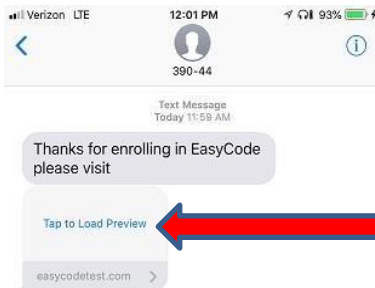 Verizon LTE 12:01 PM 93%
390-44
Text Message
Today 11:59 AM
Thanks for enrolling in EasyCode
please visit
Tap to Load Preview
easycodetest.com